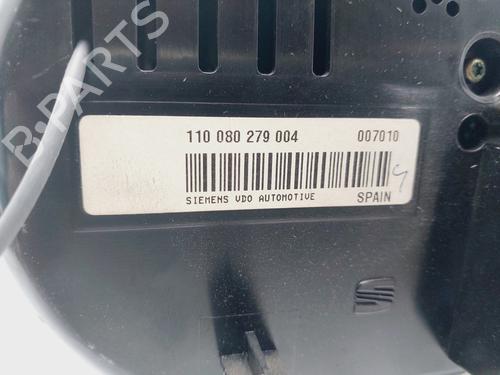 B-PARTS
110 080 279 004 007010
SIEMENS VDO AUTOMOTIVE SPAIN